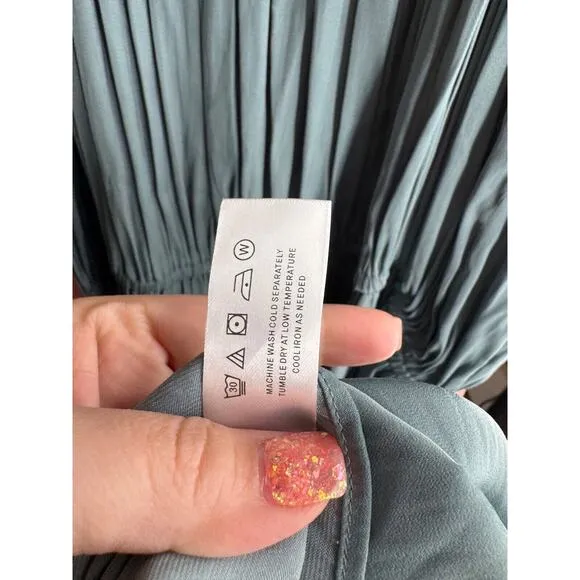 30 W
MACHINE WASH COLD SEPARATELY
TUMBLE DRY AT LOW TEMPERATURE
COOL IRON AS NEEDED